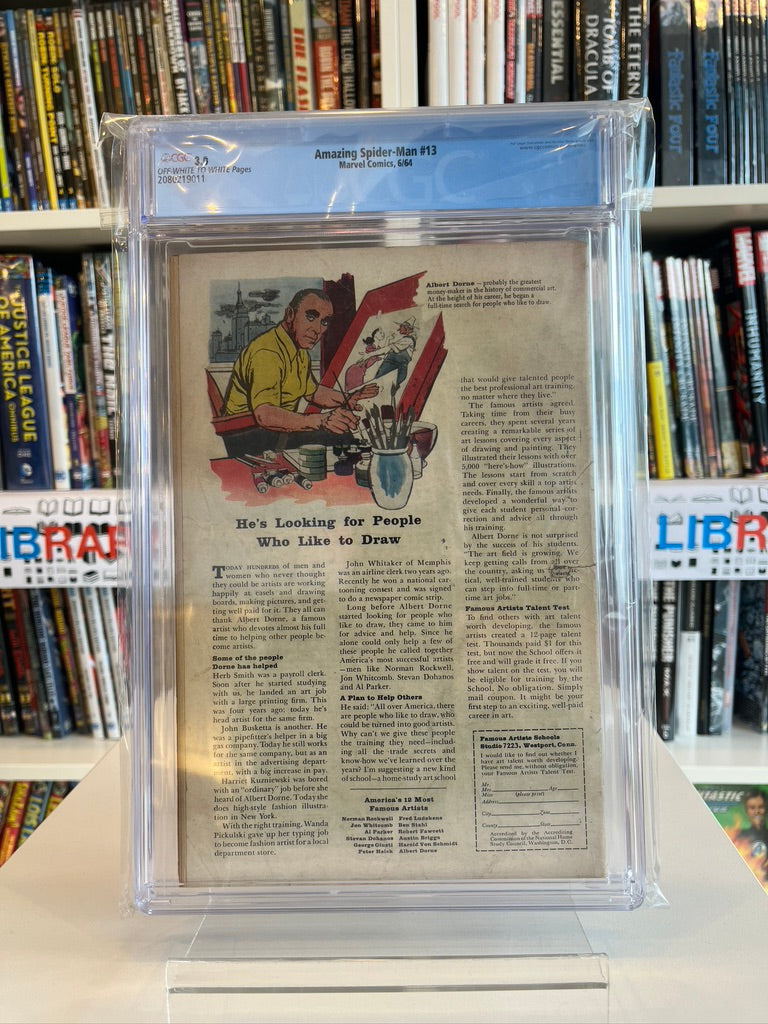 ESSENTIAL
TOMB OF DRACULA
THE ETERN
Fantastic Four
Fantastic Four
CGC 3.5
OFF-WHITE TO WHITE Pages
2080219011
Amazing Spider-Man #13
Marvel Comics, 6/64
JUSTICE LEAGUE
OF AMERICA
OMNIBUS
MARVEL
INHUMANITY
LIBRAR
LIBRA
Albert Dorne — probably the greatest
money-maker in the history of commercial art.
At the height of his career, he began a
full-time search for people who like to draw.
He's Looking for People
Who Like to Draw
TODAY HUNDREDS of men and
women who never thought
they could be artists are working
happily at easels and drawing
boards, making pictures, and get-
ting well paid for it. They all can
thank Albert Dorne, a famous
artist who devotes almost his full
time to helping other people be-
come artists.
Some of the people
Dorne has helped
Herb Smith was a payroll clerk.
Soon after he started studying
with us, he landed an art job
with a large printing firm. This
was four years ago; today he's
head artist for the same firm.
John Busketta is another. He
was a pipefitter's helper in a big
gas company. Today he still works
for the same company, but as an
artist in the advertising depart-
ment, with a big increase in pay.
Harriet Kuzniewski was bored
with an "ordinary" job before she
heard of Albert Dorne. Today she
does high-style fashion illustra-
tion in New York.
With the right training, Wanda
Pickulski gave up her typing job
to become fashion artist for a local
department store.
John Whitaker of Memphis
was an airline clerk two years ago.
Recently he won a national car-
tooning contest and was signed
to do a newspaper comic strip.
Long before Albert Dorne
started looking for people who
like to draw, they came to him
for advice and help. Since he
alone could only help a few of
these people he called together
America's most successful artists
—men like Norman Rockwell,
Jon Whitcomb, Stevan Dohanos
and Al Parker.
A Plan to Help Others
He said: "All over America, there
are people who like to draw, who
could be turned into good artists.
Why can't we give these people
the training they need—includ-
ing all the trade secrets and
know-how we've learned over the
years? I'm suggesting a new kind
of school—a home-study art school
America's 12 Most
Famous Artists
Norman Rockwell Fred Ludekens
Jon Whitcomb Ben Stahl
Al Parker Robert Fawcett
Stevan Dohanos Austin Briggs
George Giusti Harold Von Schmidt
Peter Helck Albert Dorne
that would give talented people
the best professional art training,
no matter where they live."
The famous artists agreed.
Taking time from their busy
careers, they spent several years
creating a remarkable series of
art lessons covering every aspect
of drawing and painting. They
illustrated their lessons with over
5,000 "here's-how" illustrations.
The lessons start from scratch
and cover every skill a top artist
needs. Finally, the famous artists
developed a wonderful way to
give each student personal cor-
rection and advice all through
his training.
Albert Dorne is not surprised
by the success of his students.
"The art field is growing. We
keep getting calls from all over
the country, asking us
tical, well-trained students who
can step into full-time or part-
time art jobs."
Famous Artists Talent Test
To find others with art talent
worth developing, the famous
artists created a 12-page talent
test. Thousands paid $1 for this
test, but now the School offers it
free and will grade it free. If you
show talent on the test, you will
be eligible for training by the
School. No obligation. Simply
mail coupon. It might be your
first step to an exciting, well-paid
career in art.
Famous Artists Schools
Studio 7223, Westport, Conn.
I would like to find out whether I
have art talent worth developing.
Please send me, without obligation,
your Famous Artists Talent Test.
Mr.
Mrs. Age
Miss (please print)
Address
City Zone
County State
Accredited by the Accrediting
Commission of the National Home
Study Council, Washington, D.C.